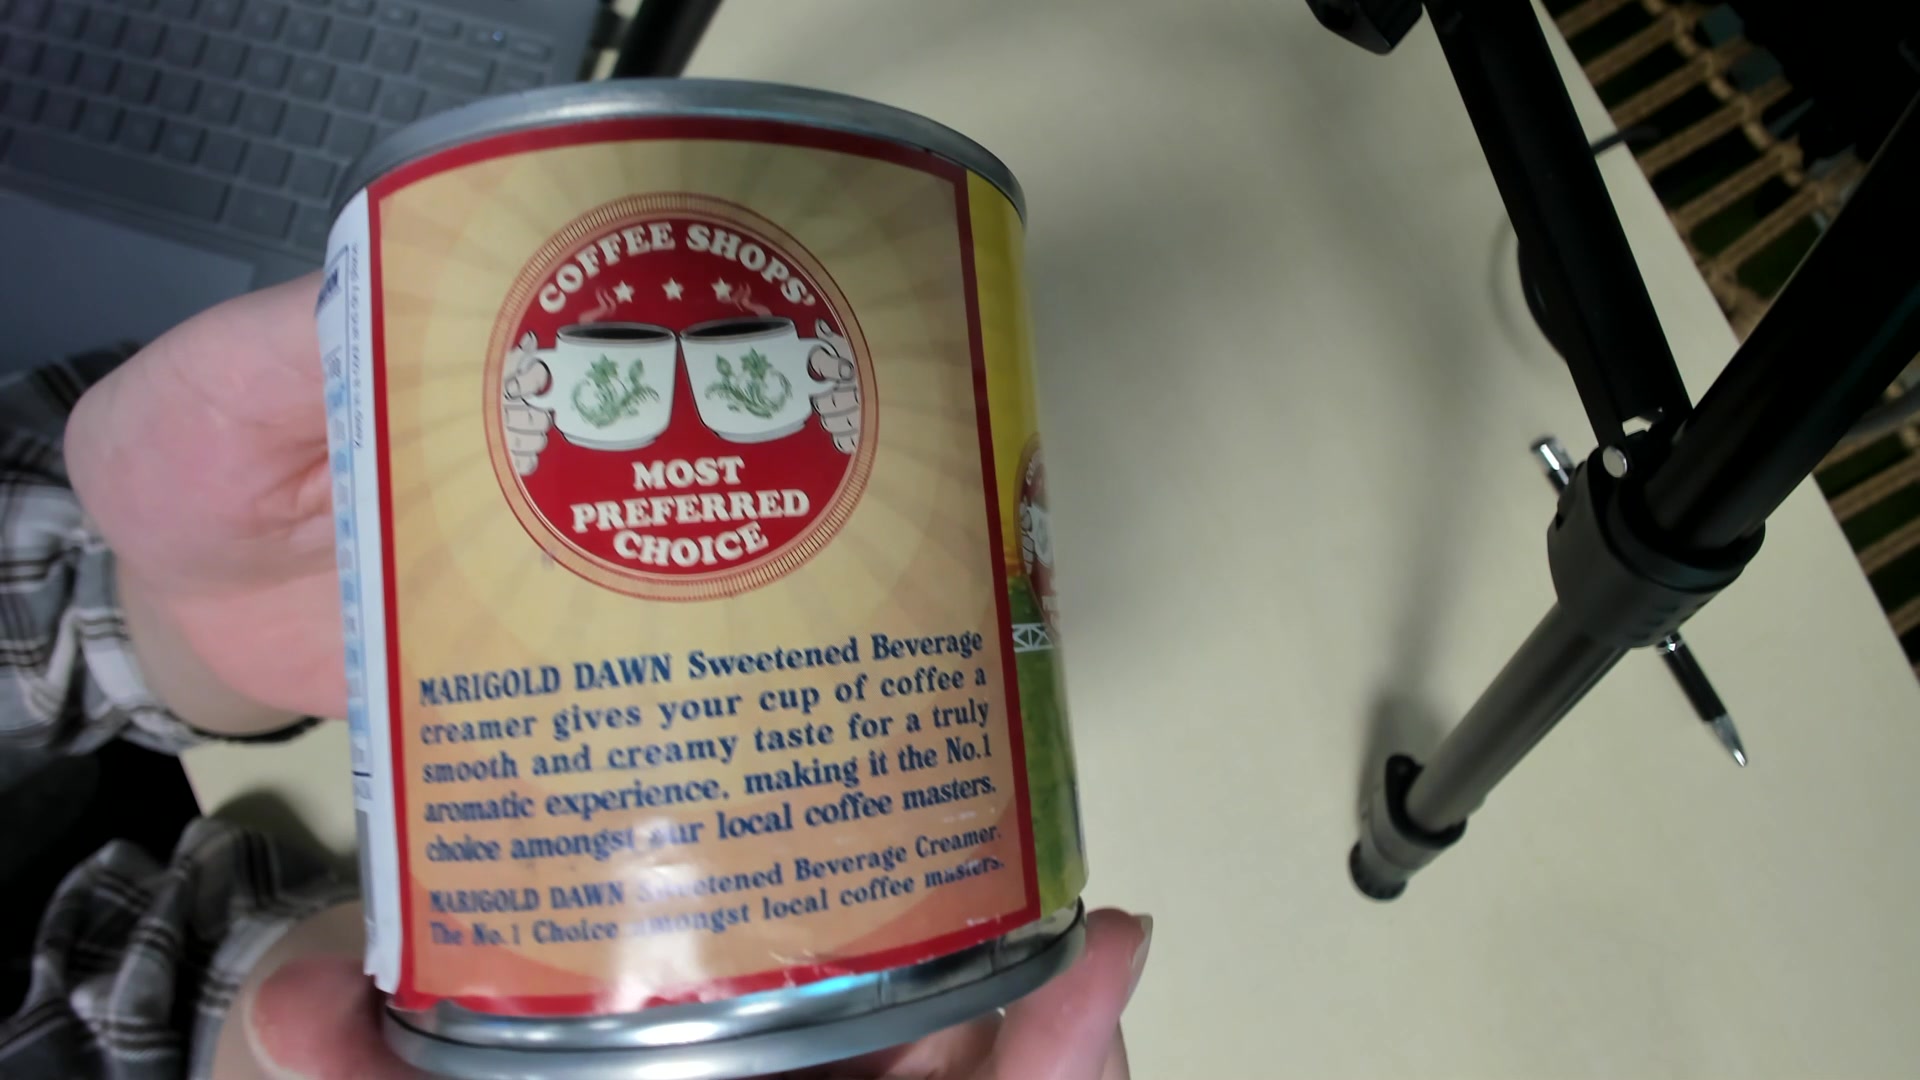 COFFEE SHOPS'
MOST
PREFERRED
CHOICE
MARIGOLD DAWN Sweetened Beverage
creamer gives your cup of coffee a
smooth and creamy taste for a truly
aromatic experience, making it the No.1
choice amongst our local coffee masters.
MARIGOLD DAWN Sweetened Beverage Creamer.
The No.1 Choice amongst local coffee masters.